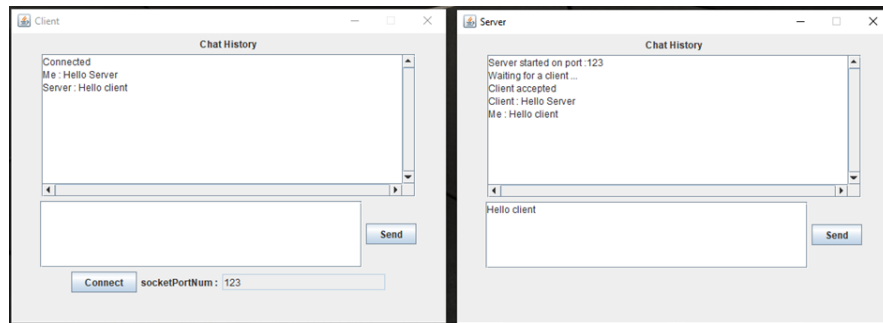 Client
Chat History
Connected
Me : Hello Server
Server : Hello client
Send
Connect socketPortNum : 123
Server
Chat History
Server started on port :123
Waiting for a client ...
Client accepted
Client : Hello Server
Me : Hello client
Hello client
Send